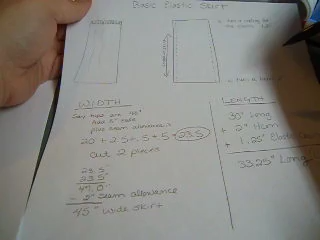 Basic Elastic Skirt
WIDTH
Say hips are 40"
Add 5" ease
plus seam allowance
20 + 2.5 + .5 + .5 = 23.5
Cut 2 pieces
23.5"
23.5"
47.0"
- 2" Seam allowance
45" wide skirt
LENGTH
30" Long
+ 2" Hem
+ 1.25" Elastic
33.25" Long